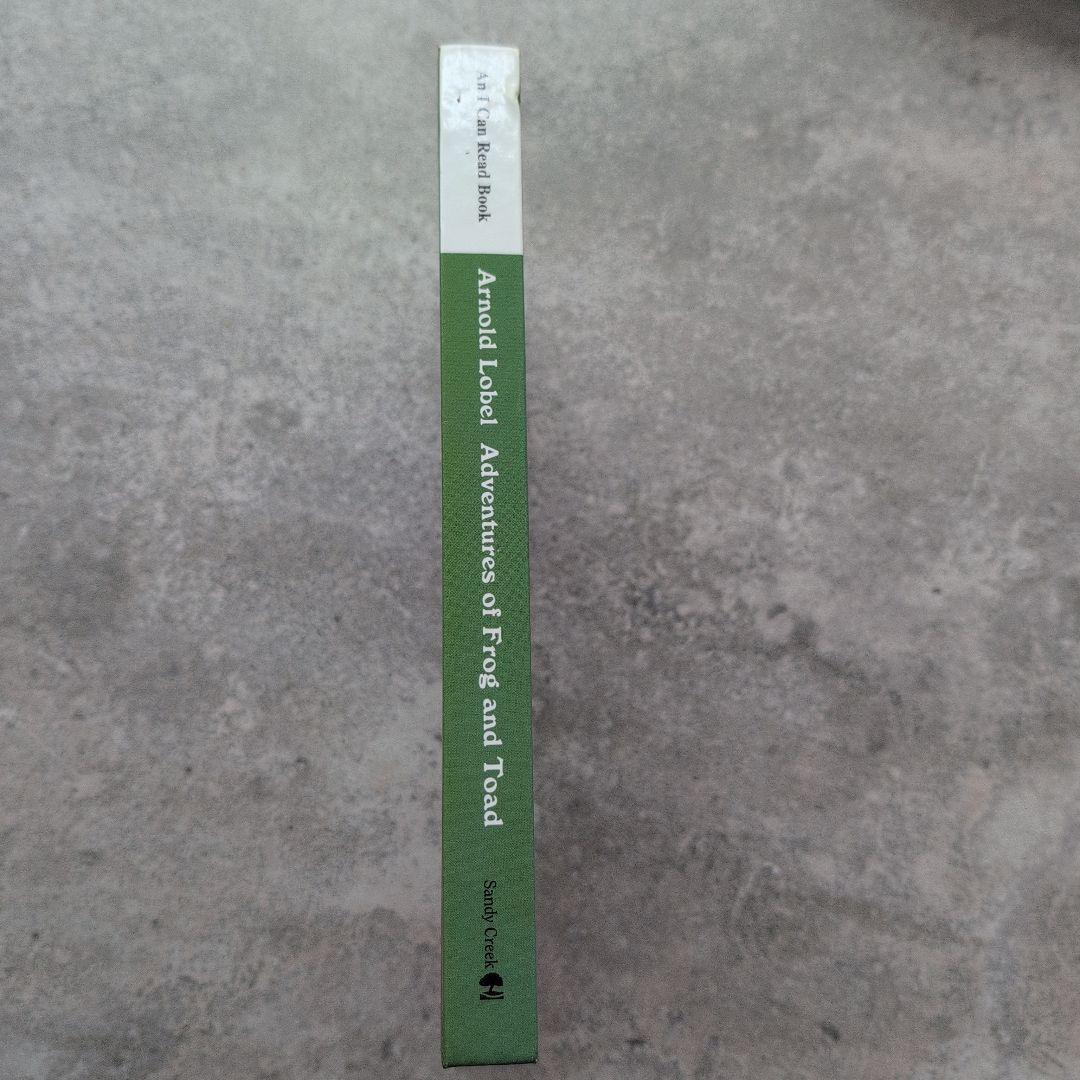 An I Can Read Book
Arnold Lobel Adventures of Frog and Toad
Sandy Creek